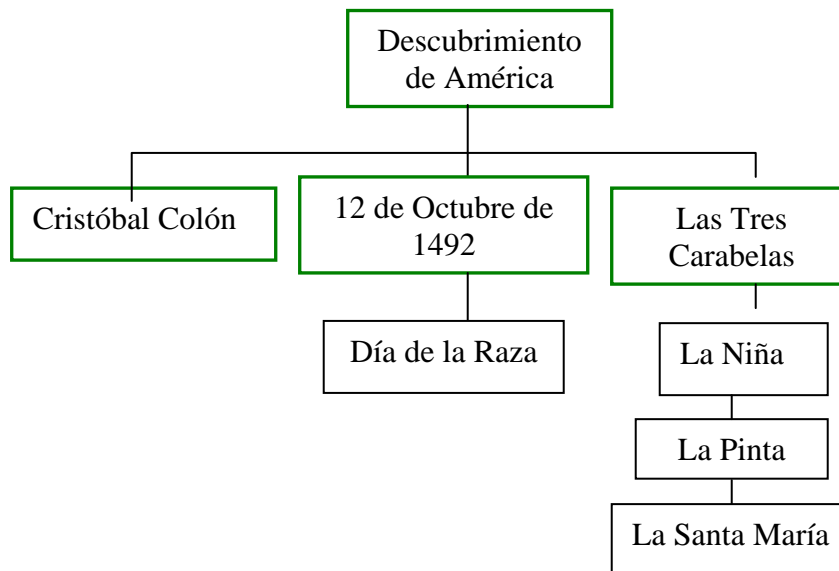 Descubrimiento
de América
Cristóbal Colón
12 de Octubre de
1492
Las Tres
Carabelas
Día de la Raza
La Niña
La Pinta
La Santa María